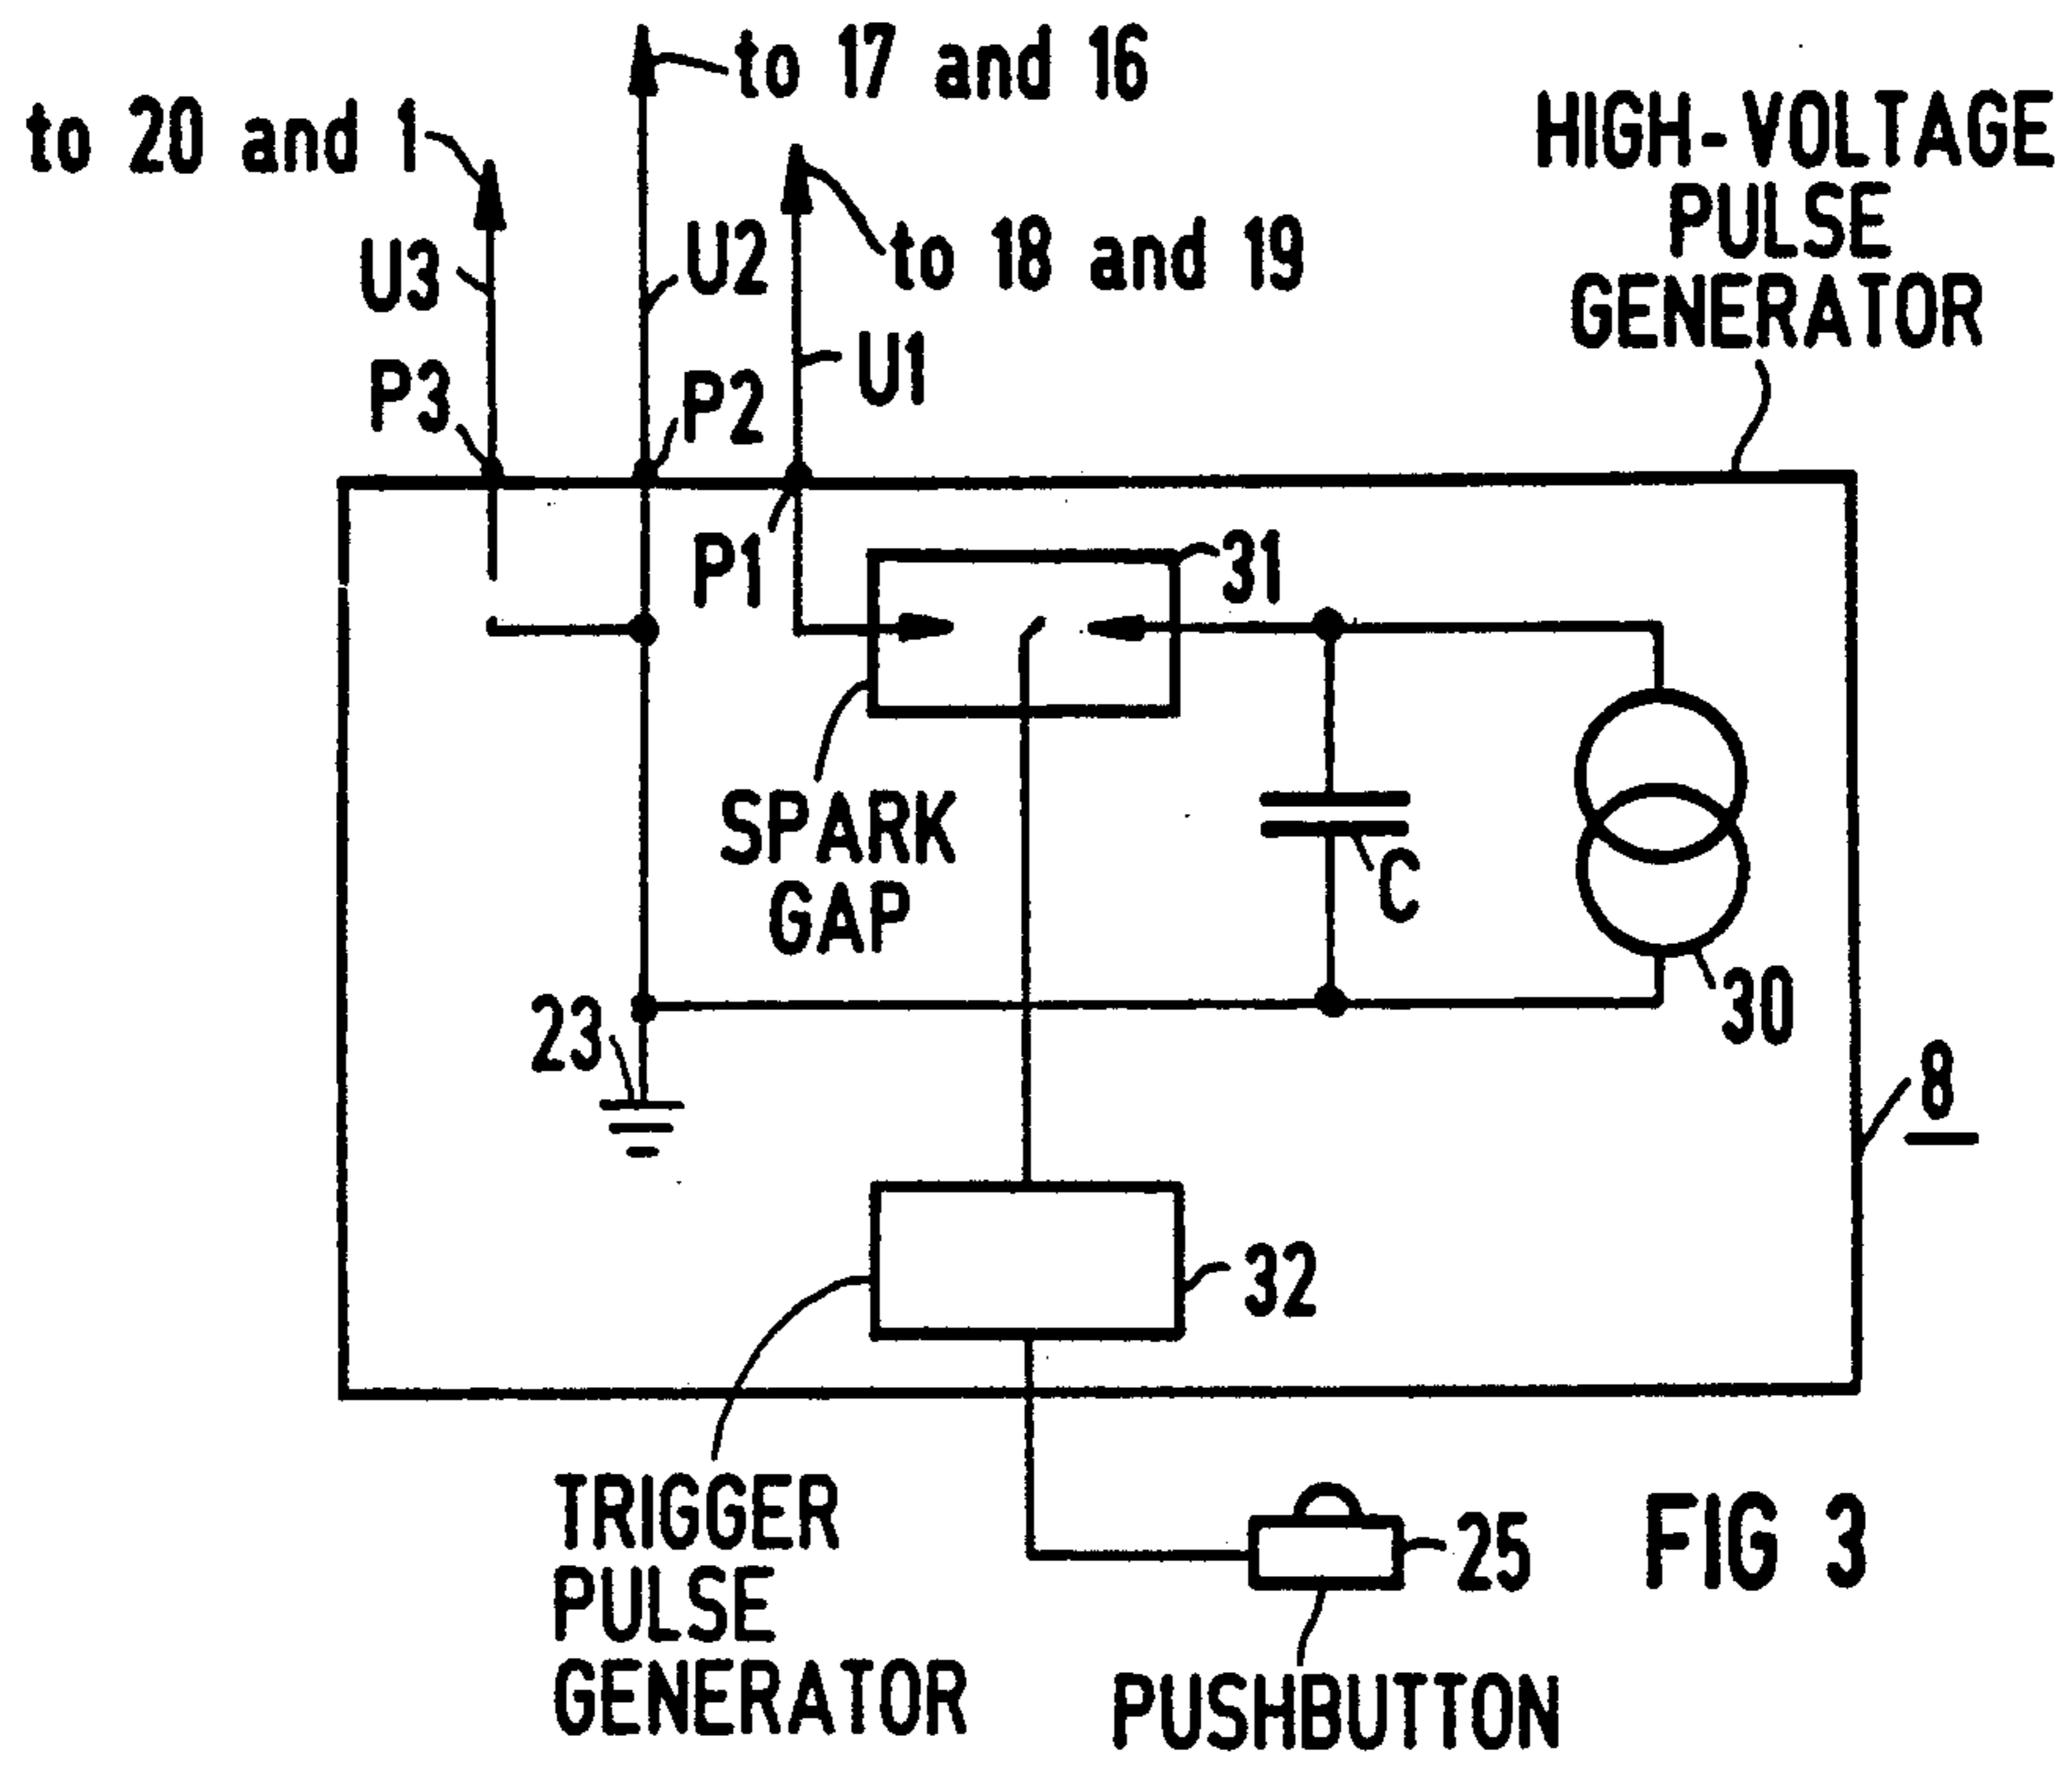 to 17 and 16
to 20 and 1
HIGH-VOLTAGE
PULSE
GENERATOR
to 18 and 19
U3
U2
U1
P3
P2
P1
31
SPARK
GAP
C
30
23
8
32
TRIGGER
PULSE
GENERATOR
25
PUSHBUTTON
FIG 3